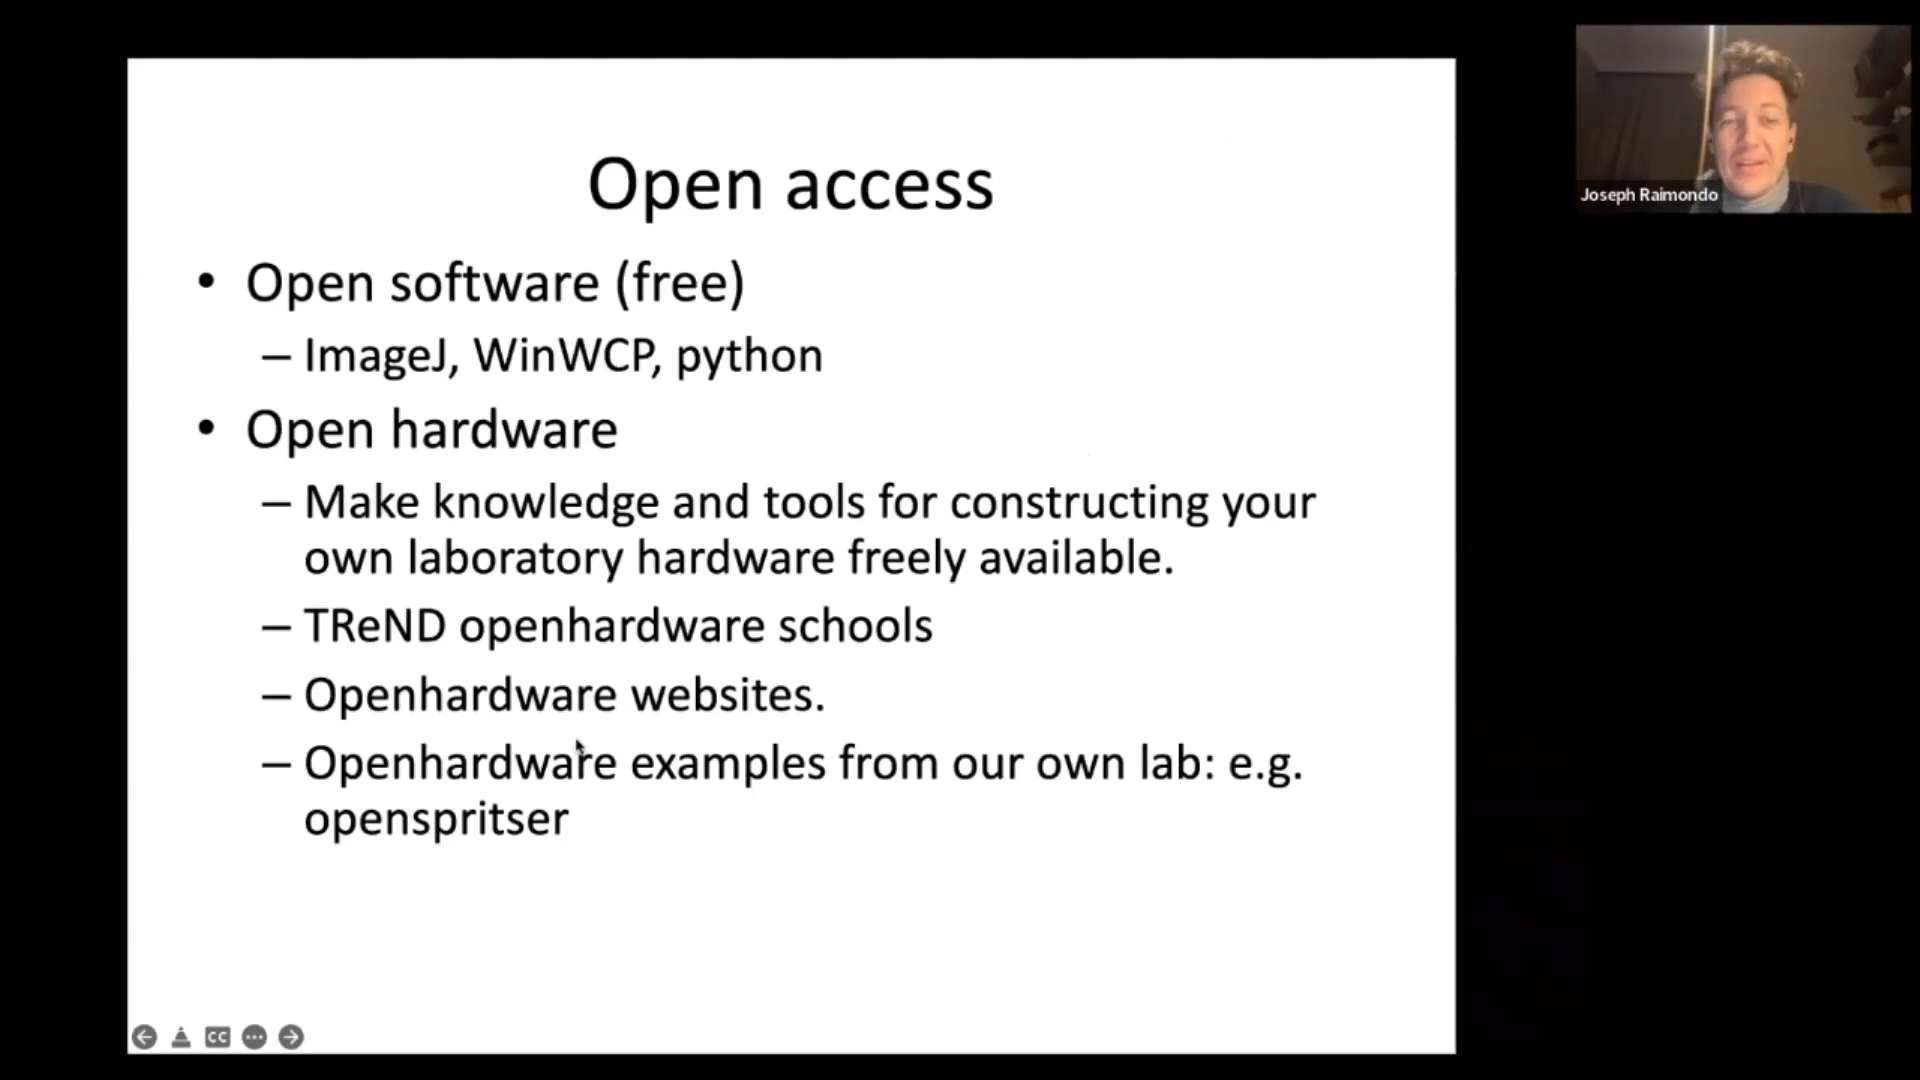 Open access
• Open software (free)
– ImageJ, WinWCP, python
• Open hardware
– Make knowledge and tools for constructing your
own laboratory hardware freely available.
– TReND openhardware schools
– Openhardware websites.
– Openhardware examples from our own lab: e.g.
openspritser
Joseph Raimondo
CC